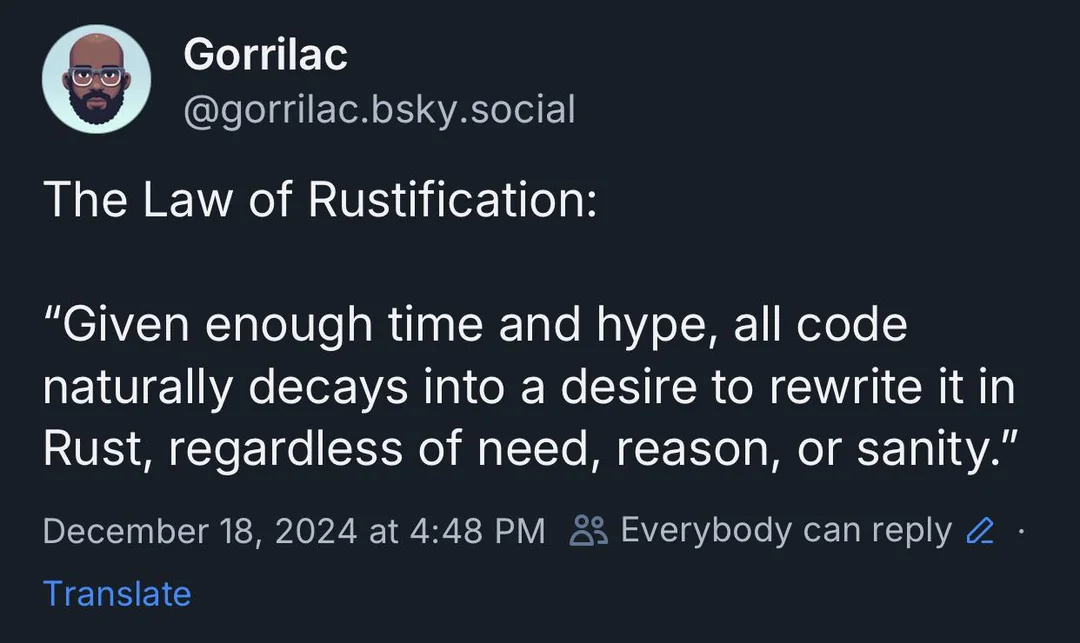 Gorrilac
@gorrilac.bsky.social
The Law of Rustification:
“Given enough time and hype, all code
naturally decays into a desire to rewrite it in
Rust, regardless of need, reason, or sanity.”
December 18, 2024 at 4:48 PM Everybody can reply ·
Translate